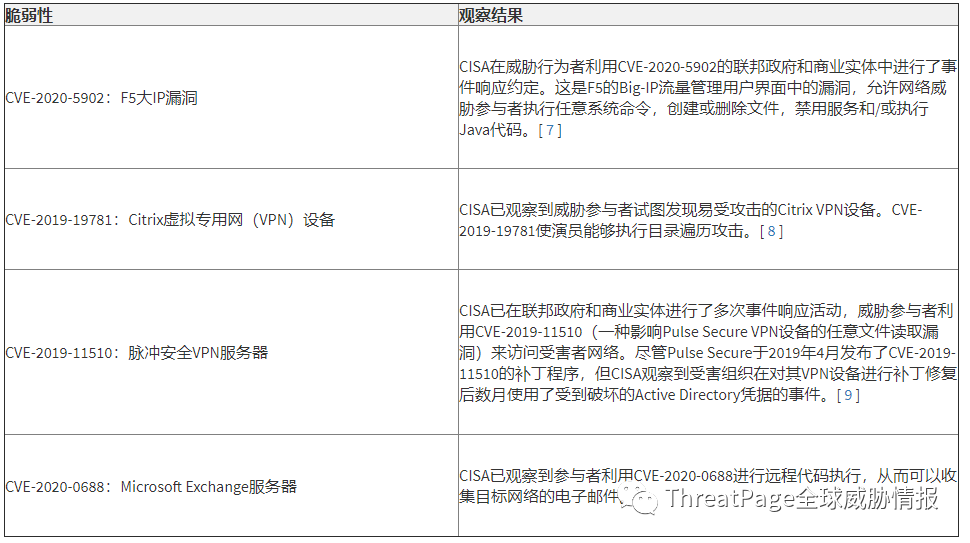 脆弱性
观察结果
CVE-2020-5902：F5大IP漏洞
CISA在威胁行为者利用CVE-2020-5902的联邦政府和商业实体中进行了事
件响应约定。这是F5的Big-IP流量管理用户界面中的漏洞，允许网络威
胁参与者执行任意系统命令，创建或删除文件，禁用服务和/或执行
Java代码。[ 7 ]
CVE-2019-19781：Citrix虚拟专用网（VPN）设备
CISA已观察到威胁参与者试图发现易受攻击的Citrix VPN设备。CVE-
2019-19781使演员能够执行目录遍历攻击。[ 8 ]
CVE-2019-11510：脉冲安全VPN服务器
CISA已在联邦政府和商业实体进行了多次事件响应活动，威胁参与者利
用CVE-2019-11510（一种影响Pulse Secure VPN设备的任意文件读取漏
洞）来访问受害者网络。尽管Pulse Secure于2019年4月发布了CVE-2019-
11510的补丁程序，但CISA观察到受害组织在对其VPN设备进行补丁修复
后数月使用了受到破坏的Active Directory凭据的事件。[ 9 ]
CVE-2020-0688：Microsoft Exchange服务器
CISA已观察到参与者利用CVE-2020-0688进行远程代码执行，从而可以收
集目标网络的电子邮件。
ThreatPage全球威胁情报